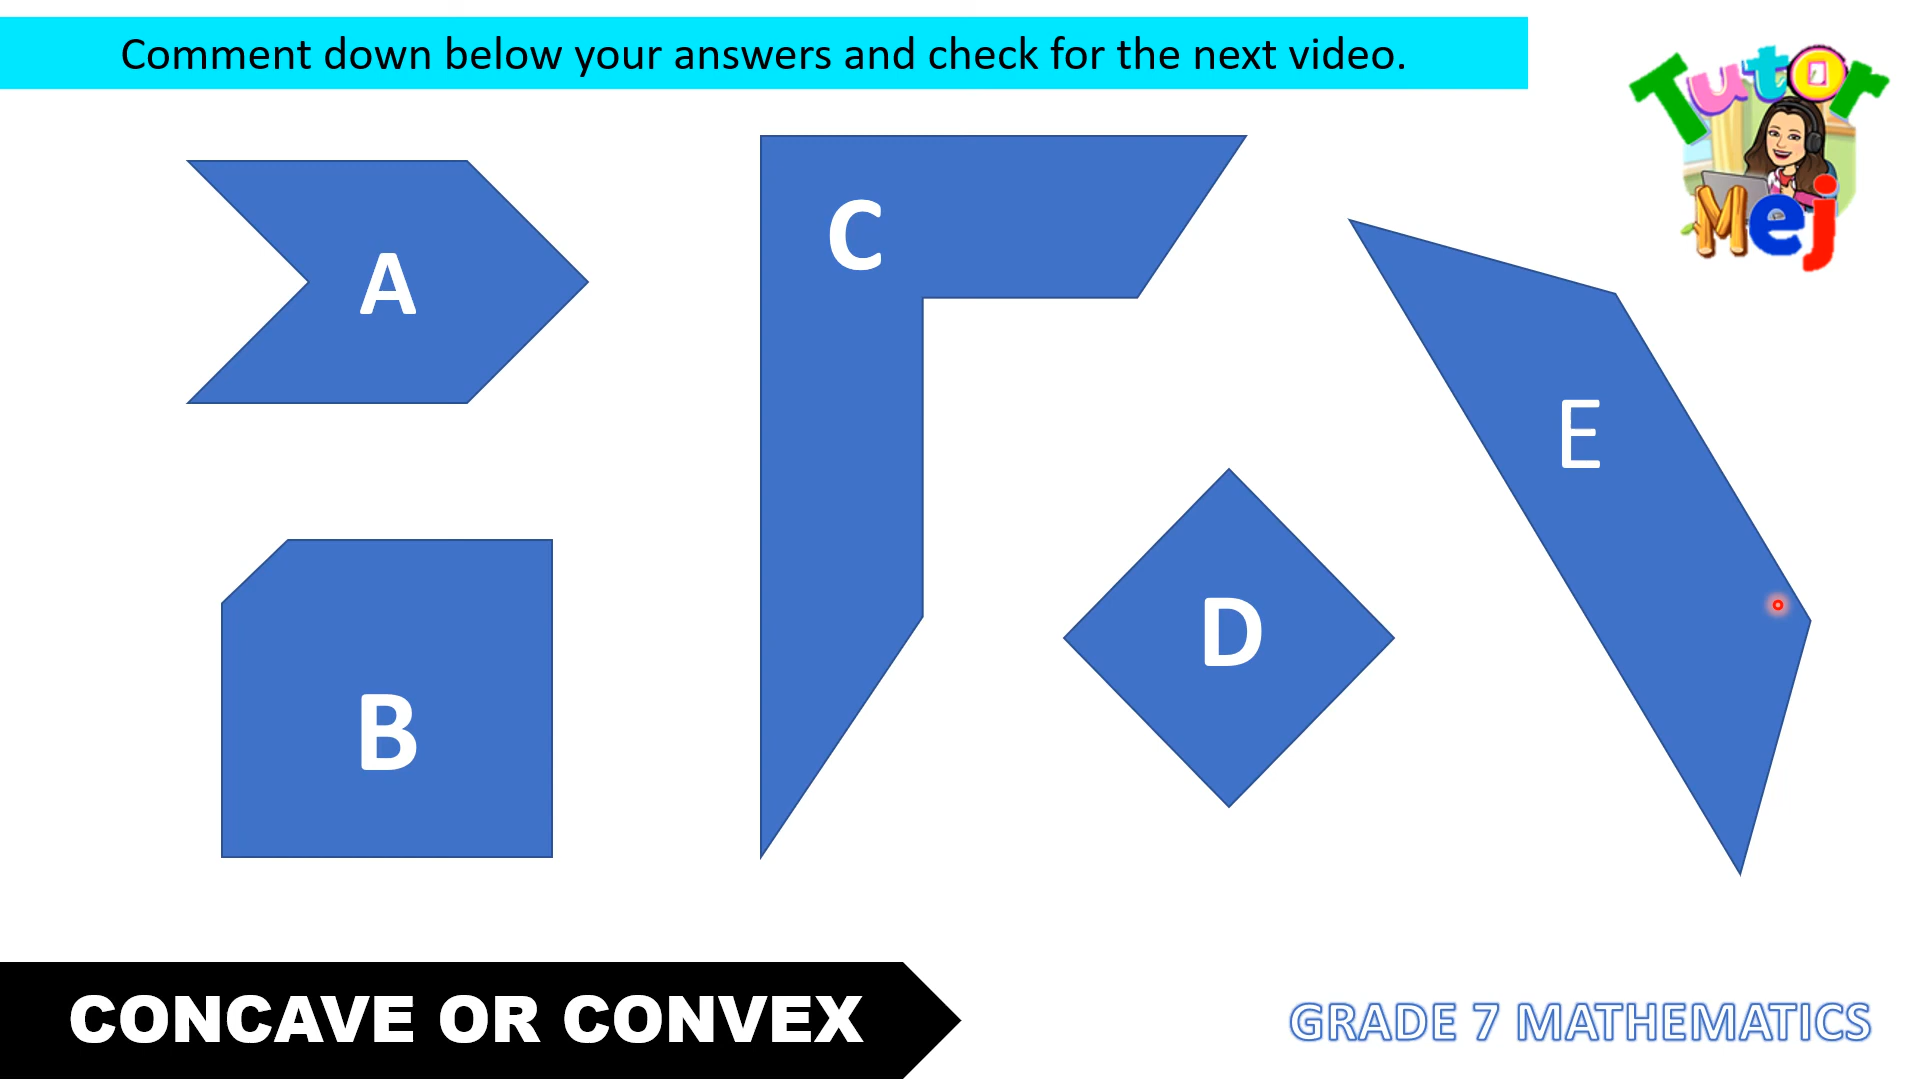 Comment down below your answers and check for the next video.
Tutor
Mej
A
C
E
B
D
CONCAVE OR CONVEX
GRADE 7 MATHEMATICS